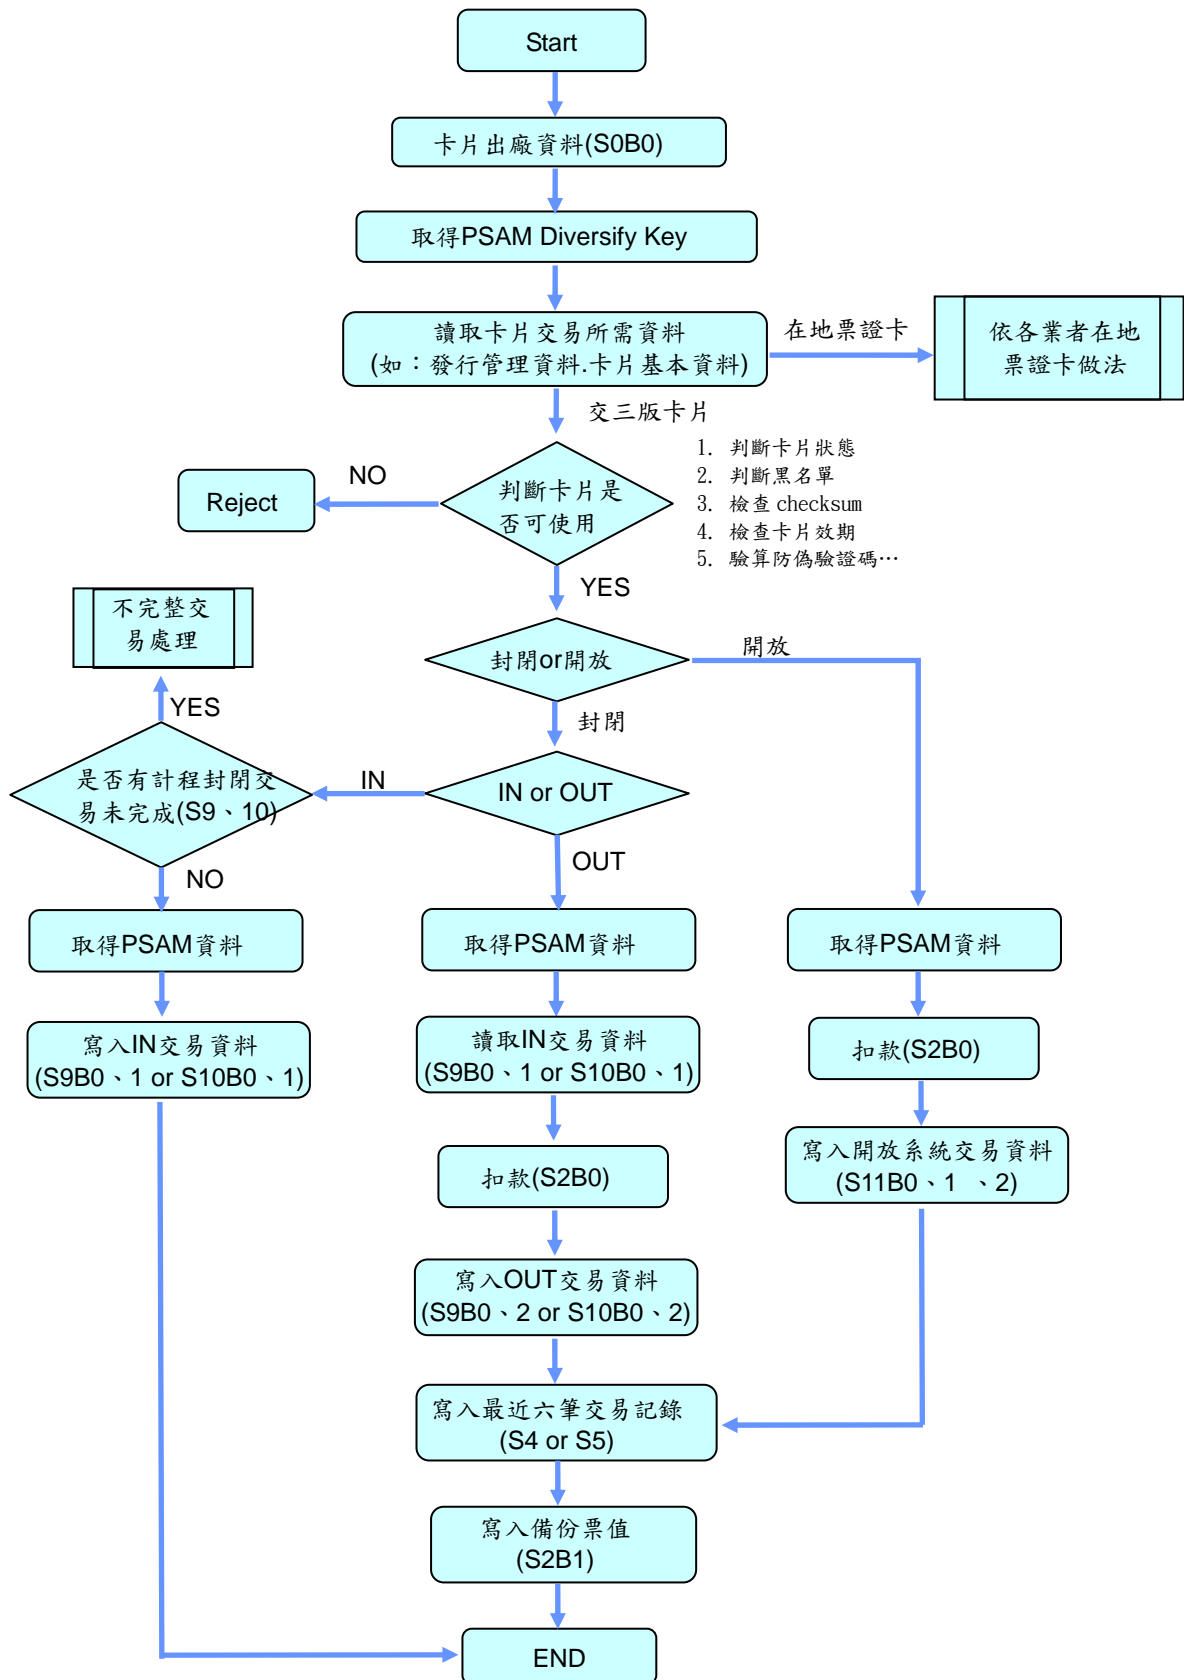 Start
卡片出廠資料(S0B0)
取得PSAM Diversify Key
讀取卡片交易所需資料
(如：發行管理資料.卡片基本資料)
在地票證卡
依各業者在地
票證卡做法
交三版卡片
1. 判斷卡片狀態
2. 判斷黑名單
3. 檢查 checksum
4. 檢查卡片效期
5. 驗算防偽驗證碼…
判斷卡片是
否可使用
NO
Reject
YES
不完整交
易處理
封閉or開放
開放
YES
封閉
是否有計程封閉交
易未完成(S9、10)
IN
IN or OUT
OUT
NO
取得PSAM資料
取得PSAM資料
取得PSAM資料
寫入IN交易資料
(S9B0、1 or S10B0、1)
讀取IN交易資料
(S9B0、1 or S10B0、1)
扣款(S2B0)
扣款(S2B0)
寫入開放系統交易資料
(S11B0、1 、2)
寫入OUT交易資料
(S9B0、2 or S10B0、2)
寫入最近六筆交易記錄
(S4 or S5)
寫入備份票值
(S2B1)
END